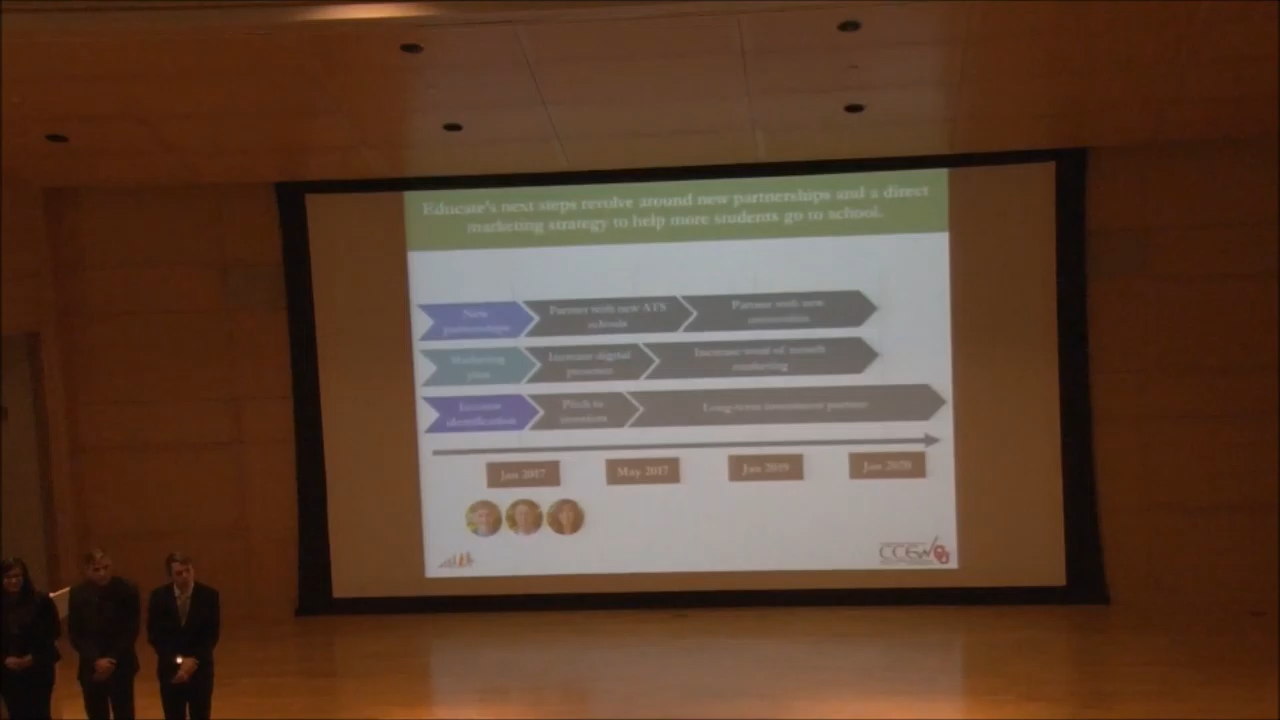 Educate's next steps revolve around new partnerships and a direct
marketing strategy to help more students go to school.
New
partnerships
Partner with new ATS
schools
Partner with new
Marketing
plan
Increase digital
presence
Increase word of mouth
marketing
identification
Pitch to
investors
Long-term investment partner
Jan 2017
May 2017
Jan 2019
Jan 2020
CCEW
OU